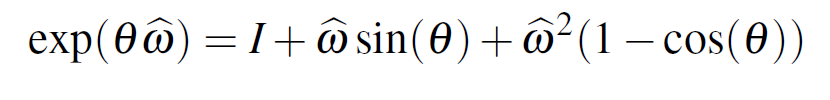 exp(θω̂) = I + ω̂ sin(θ) + ω̂²(1 − cos(θ))